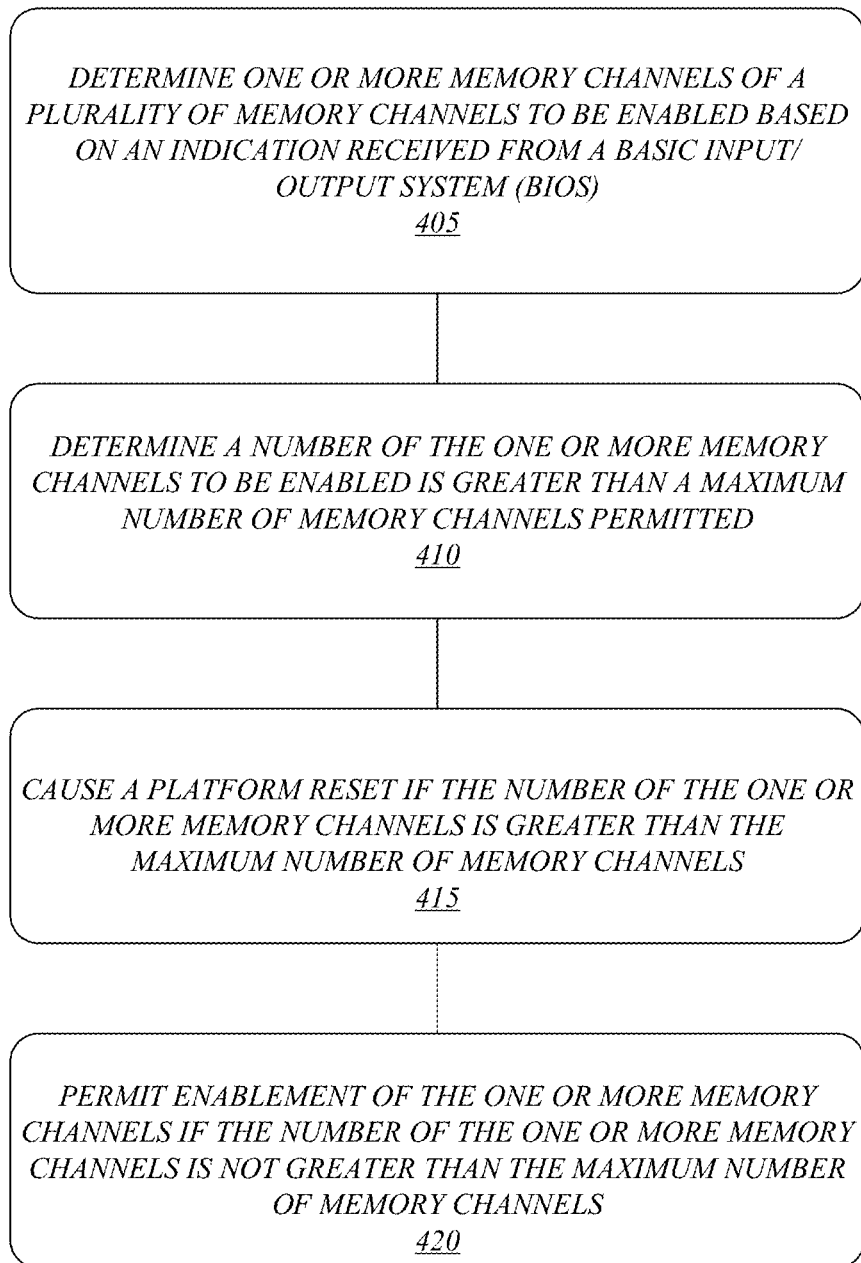 DETERMINE ONE OR MORE MEMORY CHANNELS OF A
PLURALITY OF MEMORY CHANNELS TO BE ENABLED BASED
ON AN INDICATION RECEIVED FROM A BASIC INPUT/
OUTPUT SYSTEM (BIOS)
405
DETERMINE A NUMBER OF THE ONE OR MORE MEMORY
CHANNELS TO BE ENABLED IS GREATER THAN A MAXIMUM
NUMBER OF MEMORY CHANNELS PERMITTED
410
CAUSE A PLATFORM RESET IF THE NUMBER OF THE ONE OR
MORE MEMORY CHANNELS IS GREATER THAN THE
MAXIMUM NUMBER OF MEMORY CHANNELS
415
PERMIT ENABLEMENT OF THE ONE OR MORE MEMORY
CHANNELS IF THE NUMBER OF THE ONE OR MORE MEMORY
CHANNELS IS NOT GREATER THAN THE MAXIMUM NUMBER
OF MEMORY CHANNELS
420